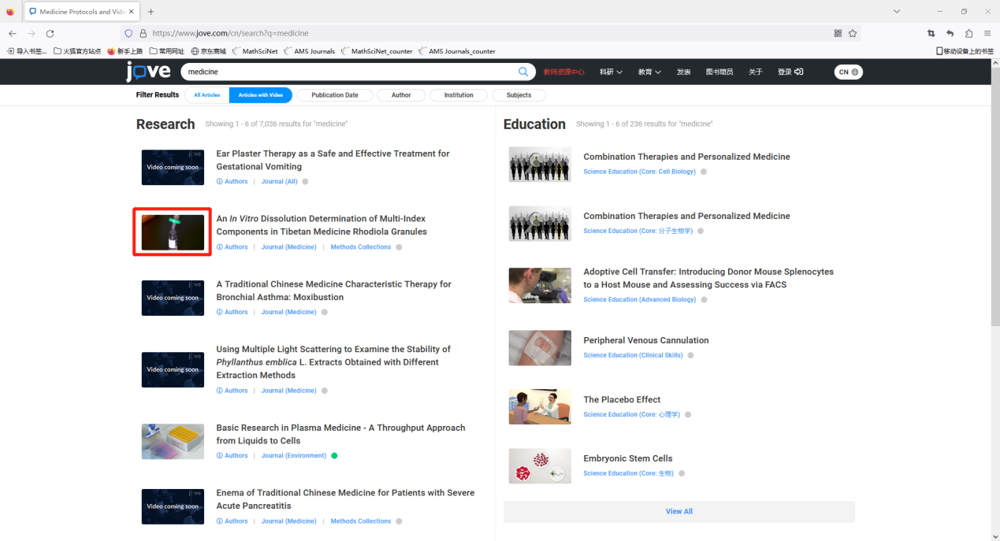 Medicine Protocols and Vide
https://www.jove.com/cn/search?q=medicine
导入书签... 火狐官方站点 新手上路 常用网址 京东商城 MathSciNet AMS Journals MathSciNet_counter AMS Journals_counter 移动设备上的书签
jove medicine 教师资源中心 科研 教育 发表 图书馆员 关于 登录 CN
Filter Results All Articles Articles with Video Publication Date Author Institution Subjects
Research Showing 1 - 6 of 7,036 results for "medicine"
Video coming soon
Ear Plaster Therapy as a Safe and Effective Treatment for
Gestational Vomiting
Authors | Journal (All)
An In Vitro Dissolution Determination of Multi-Index
Components in Tibetan Medicine Rhodiola Granules
Authors | Journal (Medicine) | Methods Collections
Video coming soon
A Traditional Chinese Medicine Characteristic Therapy for
Bronchial Asthma: Moxibustion
Authors | Journal (Medicine)
Video coming soon
Using Multiple Light Scattering to Examine the Stability of
Phyllanthus emblica L. Extracts Obtained with Different
Extraction Methods
Authors | Journal (Medicine)
Basic Research in Plasma Medicine - A Throughput Approach
from Liquids to Cells
Authors | Journal (Environment)
Video coming soon
Enema of Traditional Chinese Medicine for Patients with Severe
Acute Pancreatitis
Authors | Journal (Medicine) | Methods Collections
Education Showing 1 - 6 of 236 results for "medicine"
Combination Therapies and Personalized Medicine
Science Education (Core: Cell Biology)
Combination Therapies and Personalized Medicine
Science Education (Core: 分子生物学)
Adoptive Cell Transfer: Introducing Donor Mouse Splenocytes
to a Host Mouse and Assessing Success via FACS
Science Education (Advanced Biology)
Peripheral Venous Cannulation
Science Education (Clinical Skills)
The Placebo Effect
Science Education (Core: 心理学)
Embryonic Stem Cells
Science Education (Core: 生物)
View All